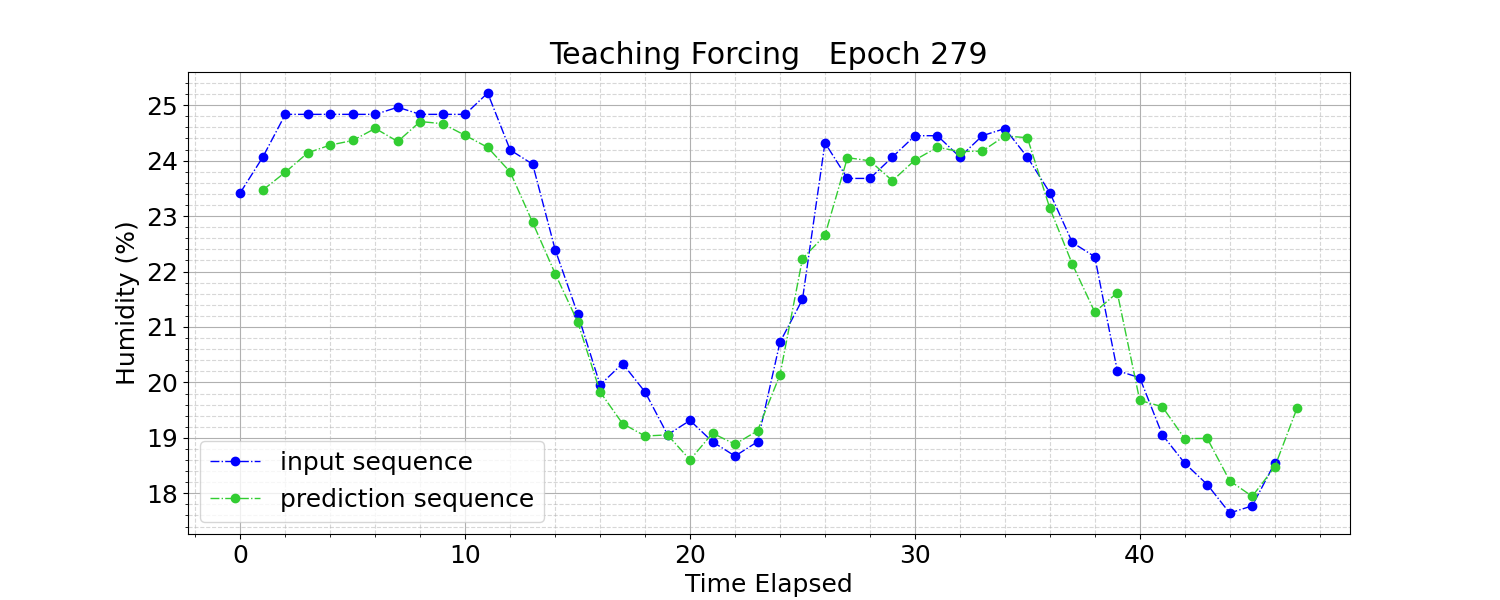 Teaching Forcing   Epoch 279
Humidity (%)
25
24
23
22
21
20
19
18
input sequence
prediction sequence
0 10 20 30 40
Time Elapsed